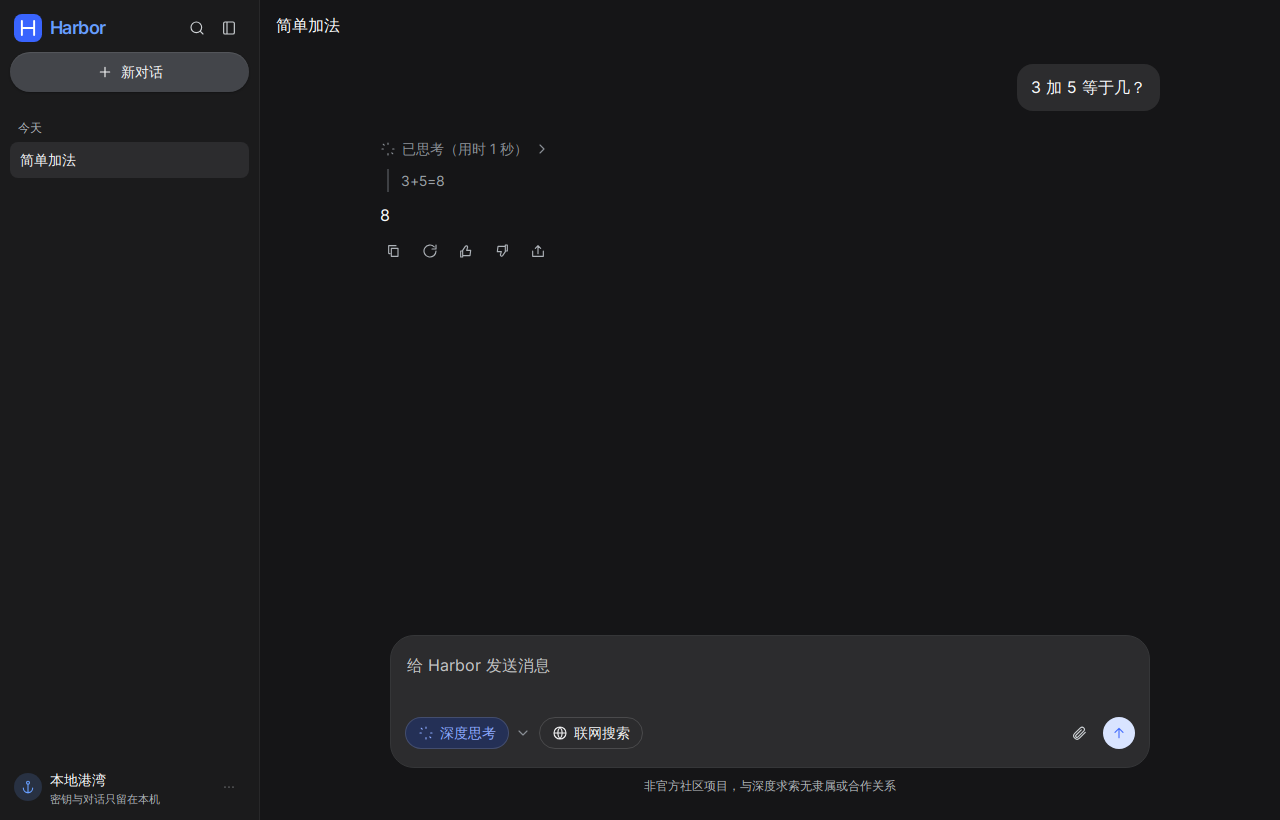 Harbor
新对话
今天
简单加法
本地港湾
密钥与对话只留在本机
简单加法
3 加 5 等于几？
已思考（用时 1 秒）
3+5=8
8
给 Harbor 发送消息
深度思考
联网搜索
非官方社区项目，与深度求索无隶属或合作关系